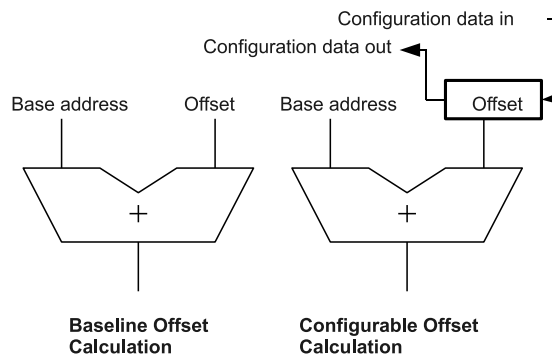 Configuration data in
Configuration data out
Base address
Offset
Base address
Offset
+
+
Baseline Offset
Calculation
Configurable Offset
Calculation